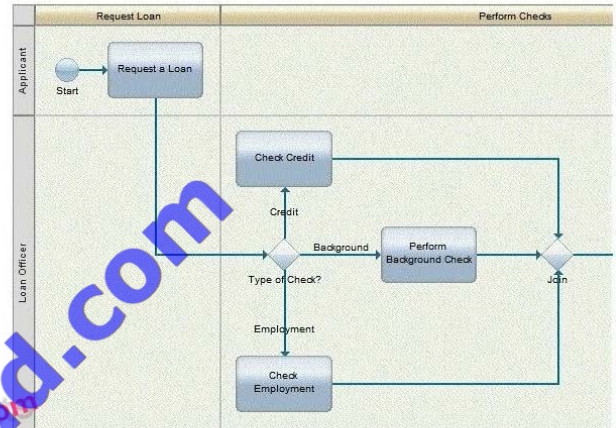 Request Loan
Perform Checks
Applicant
Request a Loan
Start
Loan Officer
Check Credit
Credit
Background
Perform
Background Check
Type of Check?
Join
Employment
Check
Employment
d.com
om